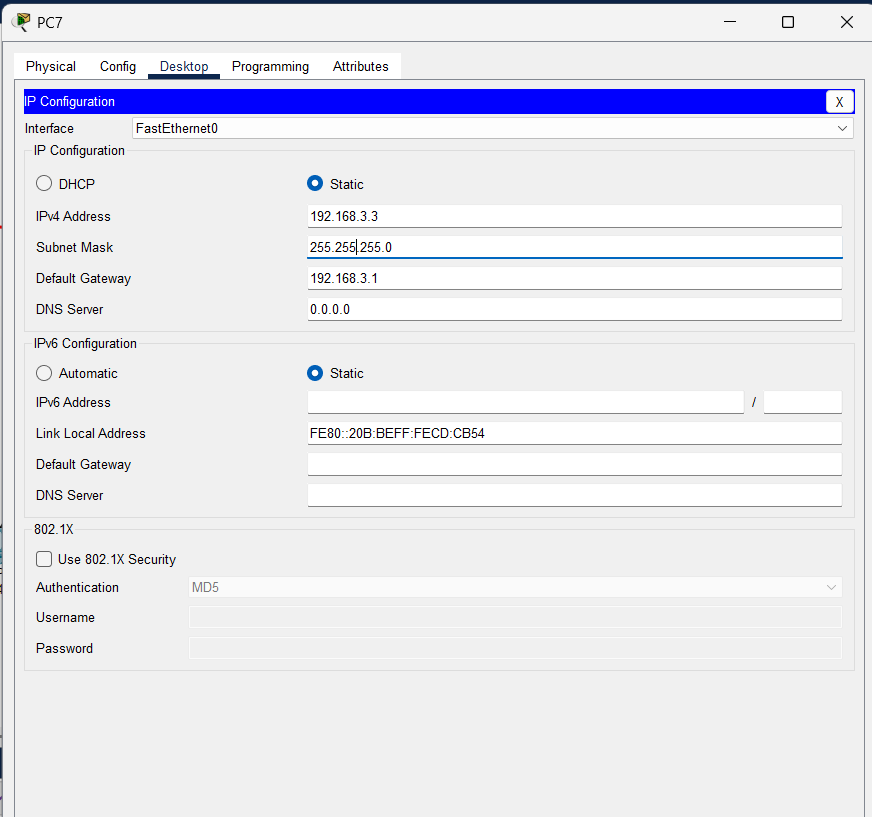 PC7
Physical Config Desktop Programming Attributes
IP Configuration X
Interface FastEthernet0
IP Configuration
DHCP Static
IPv4 Address 192.168.3.3
Subnet Mask 255.255.255.0
Default Gateway 192.168.3.1
DNS Server 0.0.0.0
IPv6 Configuration
Automatic Static
IPv6 Address /
Link Local Address FE80::20B:BEFF:FECD:CB54
Default Gateway
DNS Server
802.1X
Use 802.1X Security
Authentication MD5
Username
Password